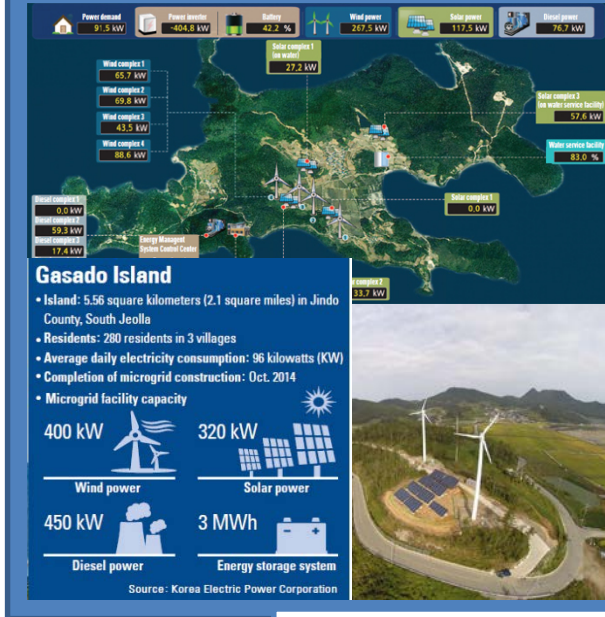 Power demand
91,5 kW
Power invertor
-404,8 kW
Battery
42.2 %
Wind power
267,5 kW
Solar power
117,5 kW
Diesel power
76,7 kW
Solar complex 1
(on water)
27,2 kW
Wind complex 1
65,7 kW
Wind complex 2
69,8 kW
Wind complex 3
43,5 kW
Wind complex 4
88,6 kW
Solar complex 3
(on water service facility)
57,6 kW
Water service facility
83.0 %
Solar complex 1
0,0 kW
Diesel complex 1
0,0 kW
Diesel complex 2
59,3 kW
Diesel complex 3
17,4 kW
Energy Managent
System Control Center
complex 2
33,7 kW
Gasado Island
• Island: 5.56 square kilometers (2.1 square miles) in Jindo
County, South Jeolla
• Residents: 280 residents in 3 villages
• Average daily electricity consumption: 96 kilowatts (KW)
• Completion of microgrid construction: Oct. 2014
• Microgrid facility capacity
400 kW
Wind power
320 kW
Solar power
450 kW
Diesel power
3 MWh
Energy storage system
Source: Korea Electric Power Corporation